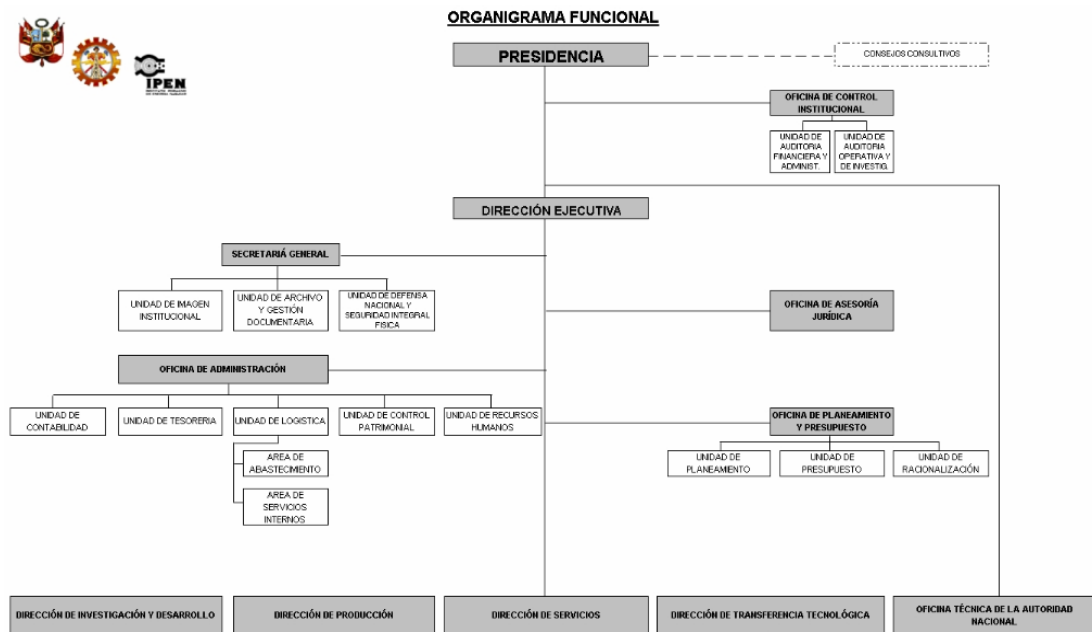 ORGANIGRAMA FUNCIONAL
PRESIDENCIA
CONSEJOS CONSULTIVOS
IPEN
OFICINA DE CONTROL
INSTITUCIONAL
UNIDAD DE
AUDITORIA
FINANCIERA Y
ADMINIST.
UNIDAD DE
AUDITORIA
OPERATIVA Y
DE INVESTIG.
DIRECCIÓN EJECUTIVA
SECRETARIÁ GENERAL
UNIDAD DE IMAGEN
INSTITUCIONAL
UNIDAD DE ARCHIVO
Y GESTIÓN
DOCUMENTARIA
UNIDAD DE DEFENSA
NACIONAL Y
SEGURIDAD INTEGRAL
FISICA
OFICINA DE ASESORÍA
JURÍDICA
OFICINA DE ADMINISTRACIÓN
UNIDAD DE
CONTABILIDAD
UNIDAD DE TESORERIA
UNIDAD DE LOGISTICA
UNIDAD DE CONTROL
PATRIMONIAL
UNIDAD DE RECURSOS
HUMANOS
AREA DE
ABASTECIMIENTO
AREA DE
SERVICIOS
INTERNOS
OFICINA DE PLANEAMIENTO
Y PRESUPUESTO
UNIDAD DE
PLANEAMIENTO
UNIDAD DE
PRESUPUESTO
UNIDAD DE
RACIONALIZACIÓN
DIRECCIÓN DE INVESTIGACIÓN Y DESARROLLO
DIRECCIÓN DE PRODUCCIÓN
DIRECCIÓN DE SERVICIOS
DIRECCIÓN DE TRANSFERENCIA TECNOLÓGICA
OFICINA TÉCNICA DE LA AUTORIDAD
NACIONAL